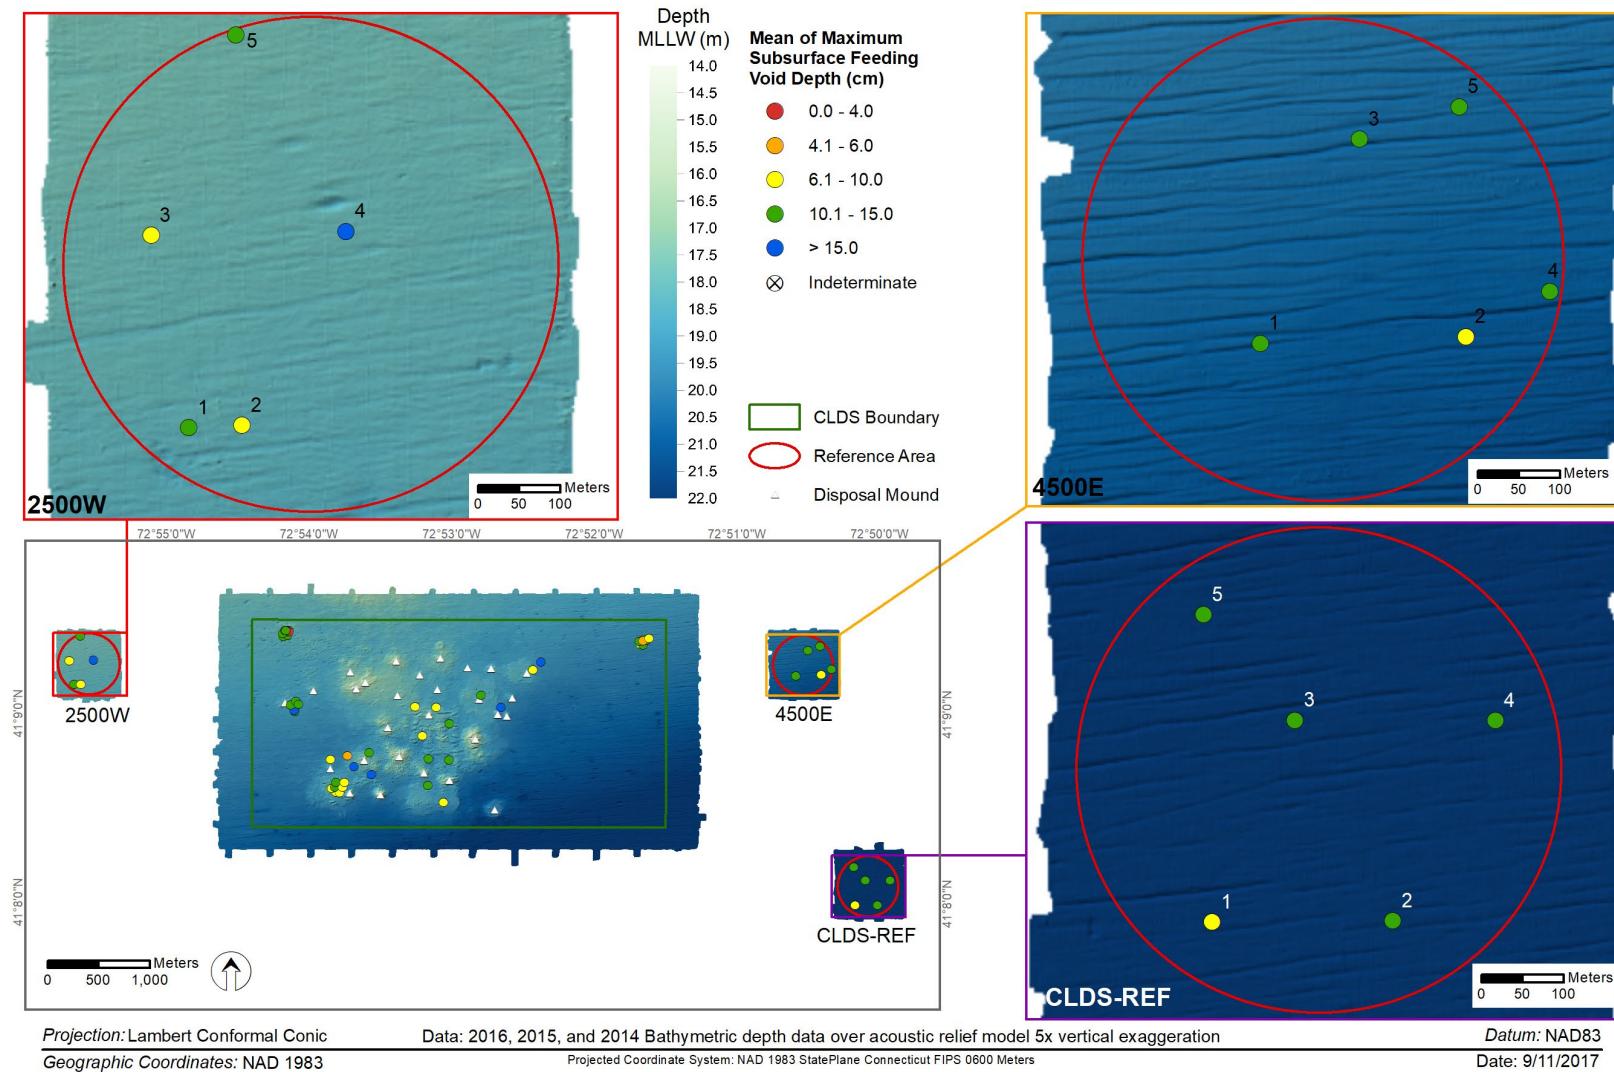 5
3
4
1
2
Meters
0 50 100
2500W
Depth
MLLW (m)
14.0
14.5
15.0
15.5
16.0
16.5
17.0
17.5
18.0
18.5
19.0
19.5
20.0
20.5
21.0
21.5
22.0
Mean of Maximum
Subsurface Feeding
Void Depth (cm)
0.0 - 4.0
4.1 - 6.0
6.1 - 10.0
10.1 - 15.0
> 15.0
Indeterminate
CLDS Boundary
Reference Area
Disposal Mound
5
3
4
2
1
Meters
0 50 100
4500E
72°55'0"W 72°54'0"W 72°53'0"W 72°52'0"W 72°51'0"W 72°50'0"W
41°9'0"N
41°8'0"N
41°9'0"N
41°8'0"N
2500W
4500E
CLDS-REF
Meters
0 500 1,000
5
3
4
1
2
Meters
0 50 100
CLDS-REF
Projection: Lambert Conformal Conic
Data: 2016, 2015, and 2014 Bathymetric depth data over acoustic relief model 5x vertical exaggeration
Datum: NAD83
Geographic Coordinates: NAD 1983
Projected Coordinate System: NAD 1983 StatePlane Connecticut FIPS 0600 Meters
Date: 9/11/2017